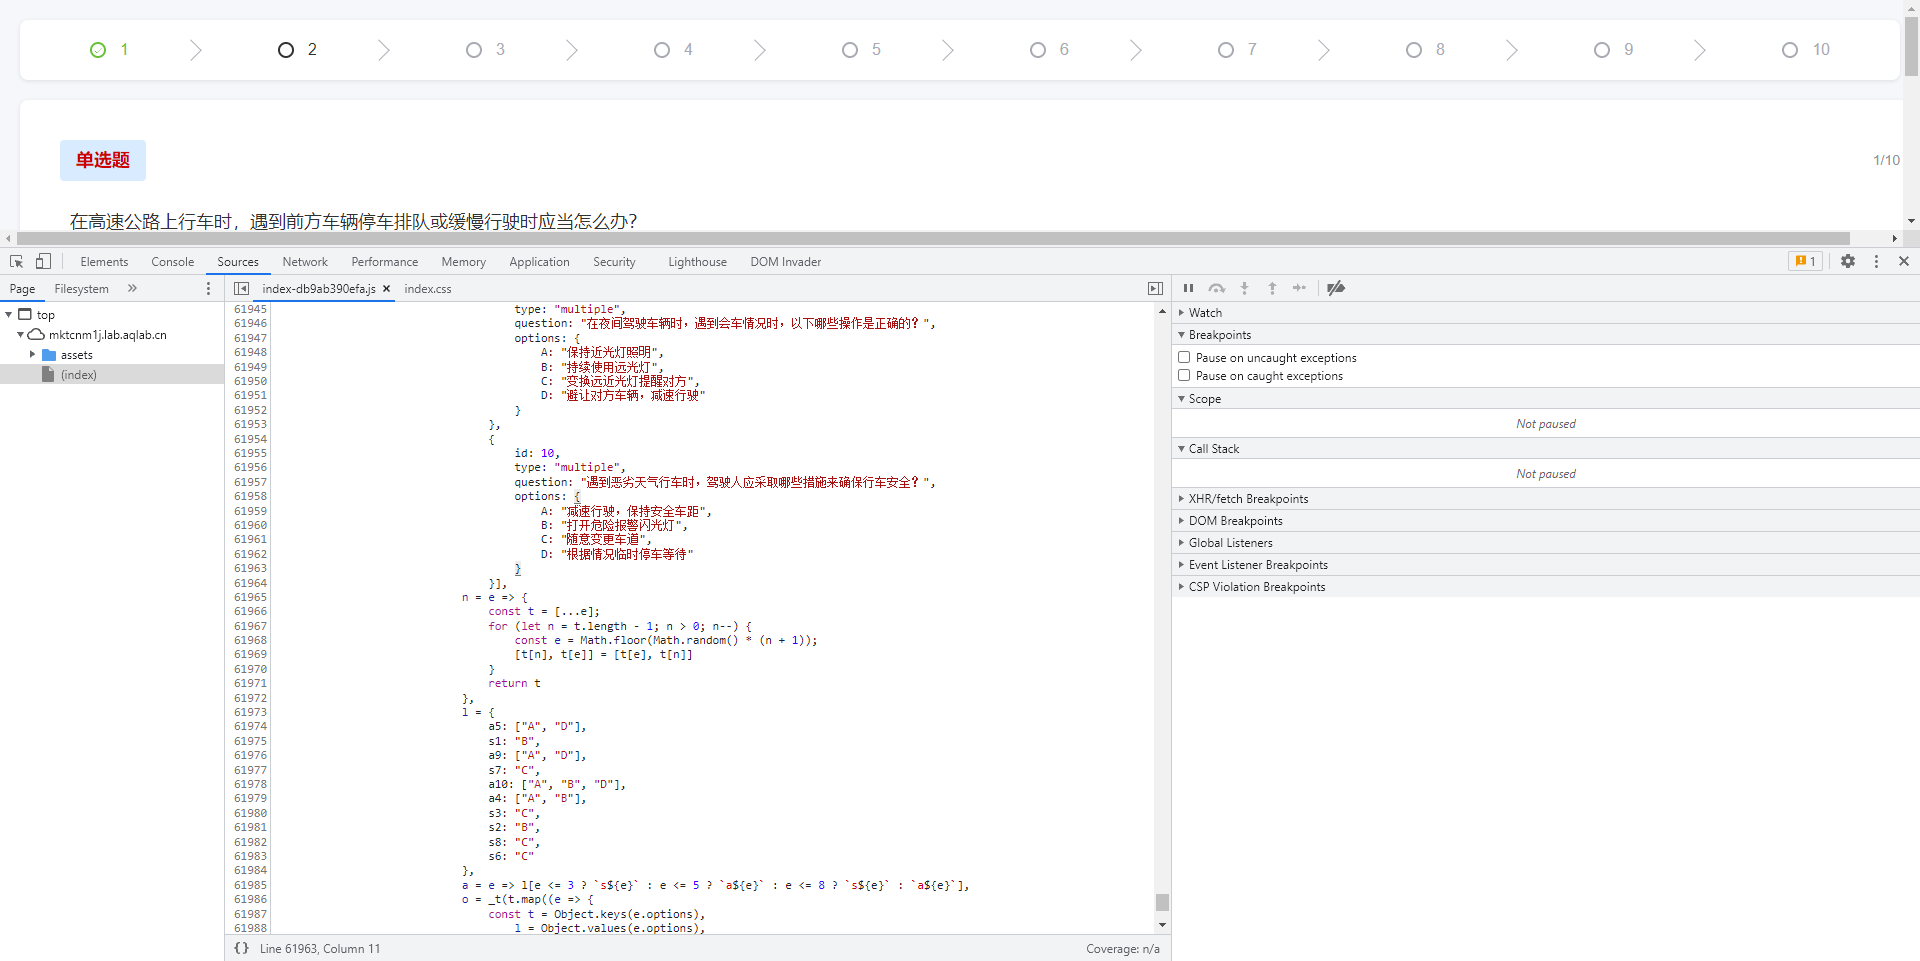 1 2 3 4 5 6 7 8 9 10
单选题
1/10
在高速公路上行车时，遇到前方车辆停车排队或缓慢行驶时应当怎么办？
Elements Console Sources Network Performance Memory Application Security Lighthouse DOM Invader 1
Page Filesystem » index-db9ab390efa.js × index.css
top
mktcnm1j.lab.aqlab.cn
assets
(index)
61945 type: "multiple",
61946 question: "在夜间驾驶车辆时，遇到会车情况时，以下哪些操作是正确的？",
61947 options: {
61948 A: "保持近光灯照明",
61949 B: "持续使用远光灯",
61950 C: "变换远近光灯提醒对方",
61951 D: "避让对方车辆，减速行驶"
61952 }
61953 },
61954 {
61955 id: 10,
61956 type: "multiple",
61957 question: "遇到恶劣天气行车时，驾驶人应采取哪些措施来确保行车安全？",
61958 options: {
61959 A: "减速行驶，保持安全车距",
61960 B: "打开危险报警闪光灯",
61961 C: "随意变更车道",
61962 D: "根据情况临时停车等待"
61963 }
61964 }],
61965 n = e => {
61966 const t = [...e];
61967 for (let n = t.length - 1; n > 0; n--) {
61968 const e = Math.floor(Math.random() * (n + 1));
61969 [t[n], t[e]] = [t[e], t[n]]
61970 }
61971 return t
61972 },
61973 l = {
61974 a5: ["A", "D"],
61975 s1: "B",
61976 a9: ["A", "D"],
61977 s7: "C",
61978 a10: ["A", "B", "D"],
61979 a4: ["A", "B"],
61980 s3: "C",
61981 s2: "B",
61982 s8: "C",
61983 s6: "C"
61984 },
61985 a = e => l[e <= 3 ? `s${e}` : e <= 5 ? `a${e}` : e <= 8 ? `s${e}` : `a${e}`],
61986 o = _t(t.map((e => {
61987 const t = Object.keys(e.options),
61988 l = Object.values(e.options),
{} Line 61963, Column 11
Coverage: n/a
Watch
Breakpoints
Pause on uncaught exceptions
Pause on caught exceptions
Scope
Not paused
Call Stack
Not paused
XHR/fetch Breakpoints
DOM Breakpoints
Global Listeners
Event Listener Breakpoints
CSP Violation Breakpoints